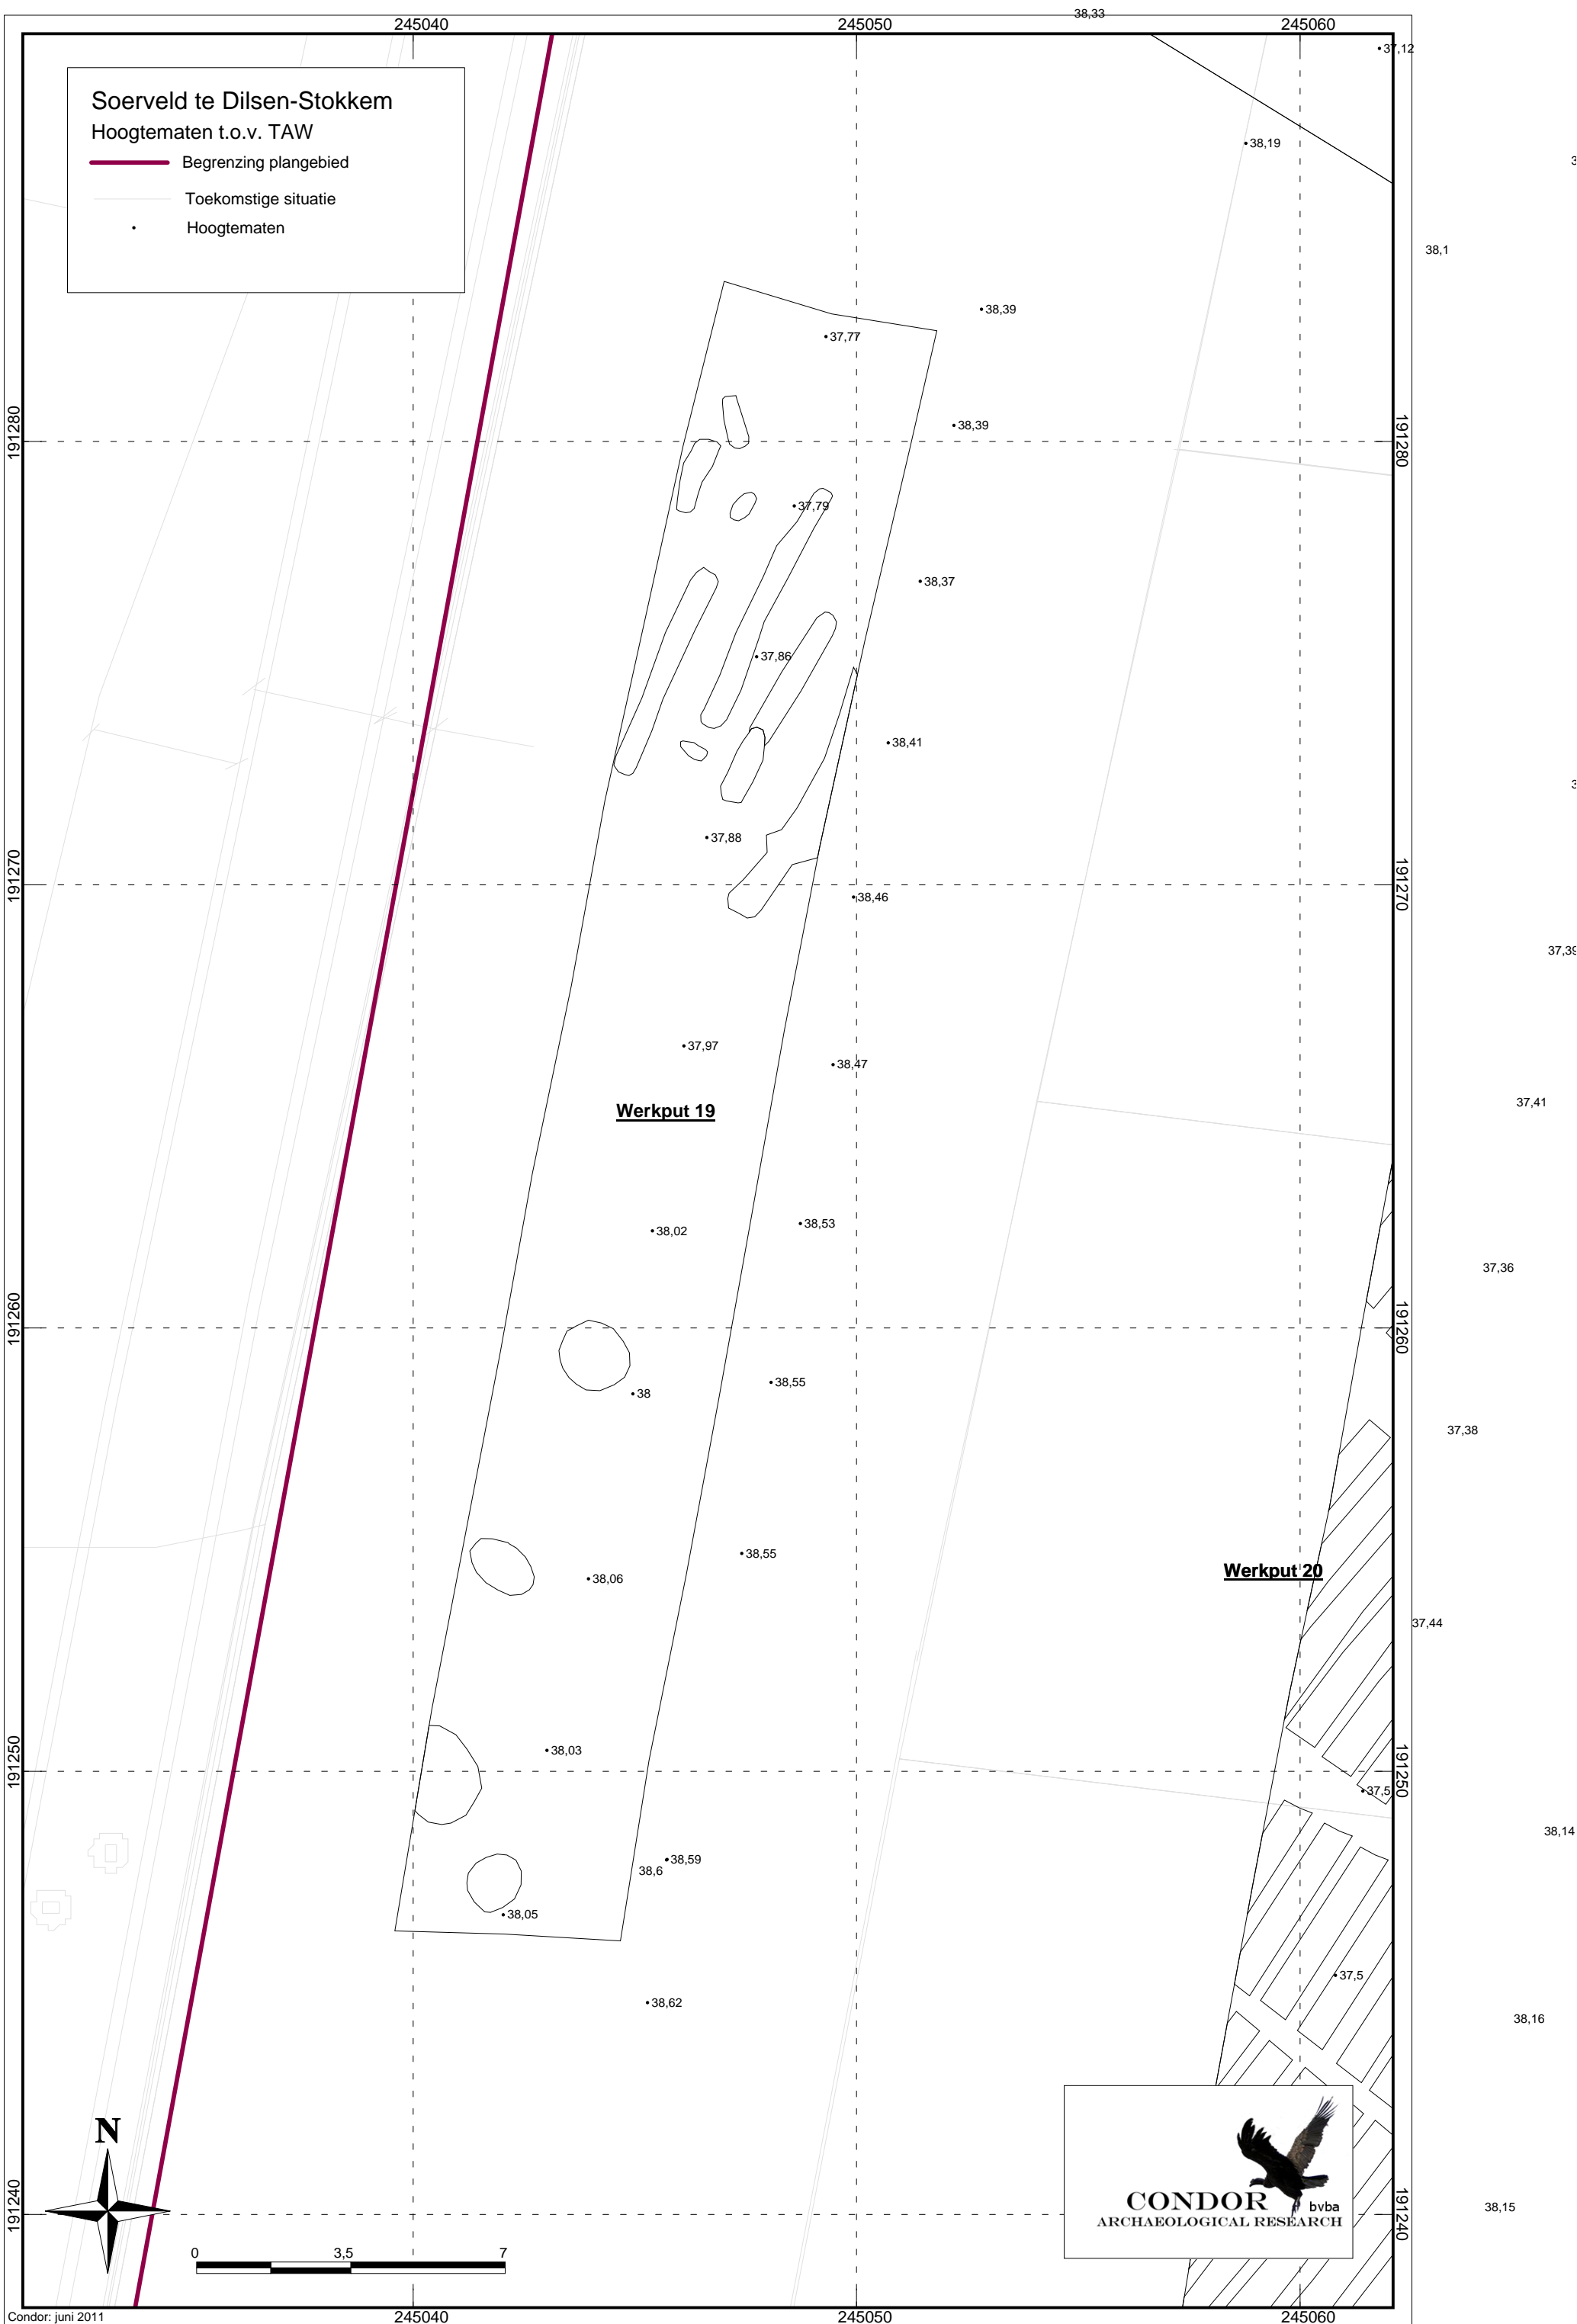 38,33
245040 245050 245060
37,12
Soerveld te Dilsen-Stokkem
Hoogtematen t.o.v. TAW
Begrenzing plangebied
Toekomstige situatie
Hoogtematen
38,19
38,1
38,39
37,77
191280 191280
38,39
37,79
38,37
37,86
38,41
37,88
191270 191270
38,46
37,39
37,97
38,47
37,41
Werkput 19
38,02
38,53
37,36
191260 191260
38,55
38
37,38
38,55
38,06
Werkput 20
37,44
38,03
191250 191250
37,5
38,14
38,59
38,6
38,05
37,5
38,62
38,16
N
CONDOR bvba
ARCHAEOLOGICAL RESEARCH
38,15
191240 191240
0 3,5 7
Condor: juni 2011
245040 245050 245060